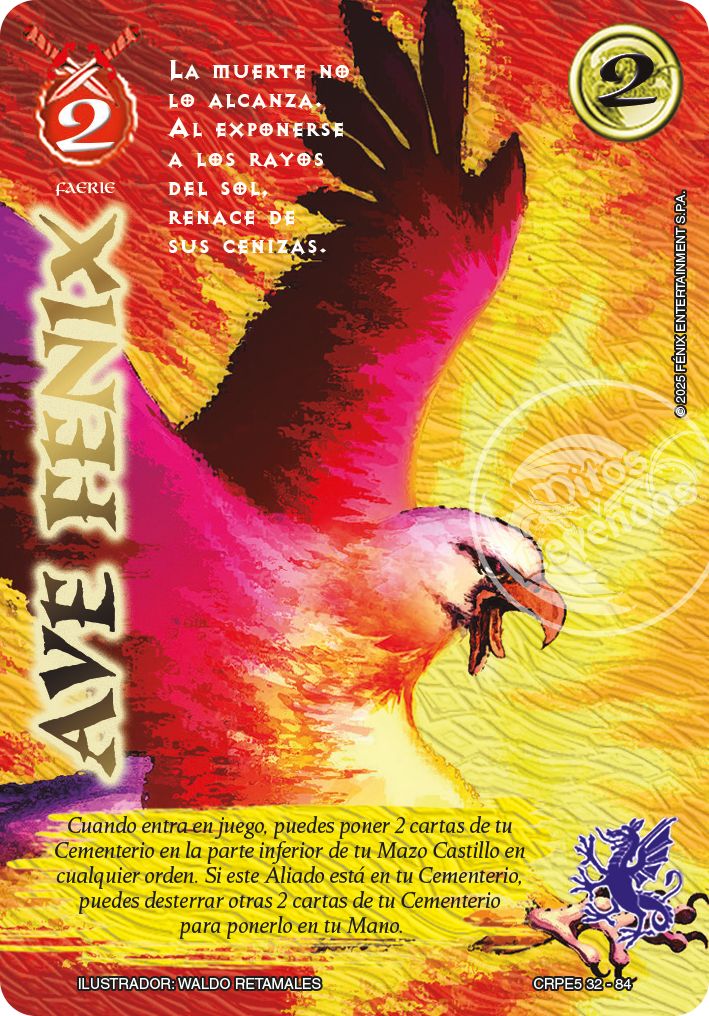 2
LA MUERTE NO
LO ALCANZA.
AL EXPONERSE
A LOS RAYOS
DEL SOL,
RENACE DE
SUS CENIZAS.
2
FAERIE
AVE FENIX
© 2025 FÉNIX ENTERTAINMENT S.P.A.
Mitos
Leyendas
Cuando entra en juego, puedes poner 2 cartas de tu
Cementerio en la parte inferior de tu Mazo Castillo en
cualquier orden. Si este Aliado está en tu Cementerio,
puedes desterrar otras 2 cartas de tu Cementerio
para ponerlo en tu Mano.
ILUSTRADOR: WALDO RETAMALES
CRPE5 32 - 84